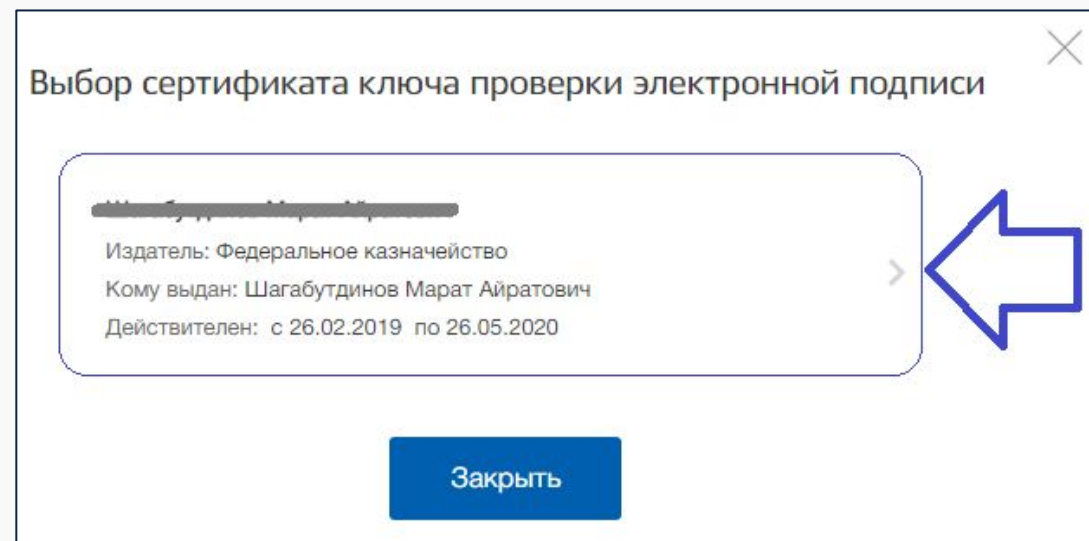 Выбор сертификата ключа проверки электронной подписи
Издатель: Федеральное казначейство
Кому выдан: Шагабутдинов Марат Айратович
Действителен: с 26.02.2019 по 26.05.2020
Закрыть